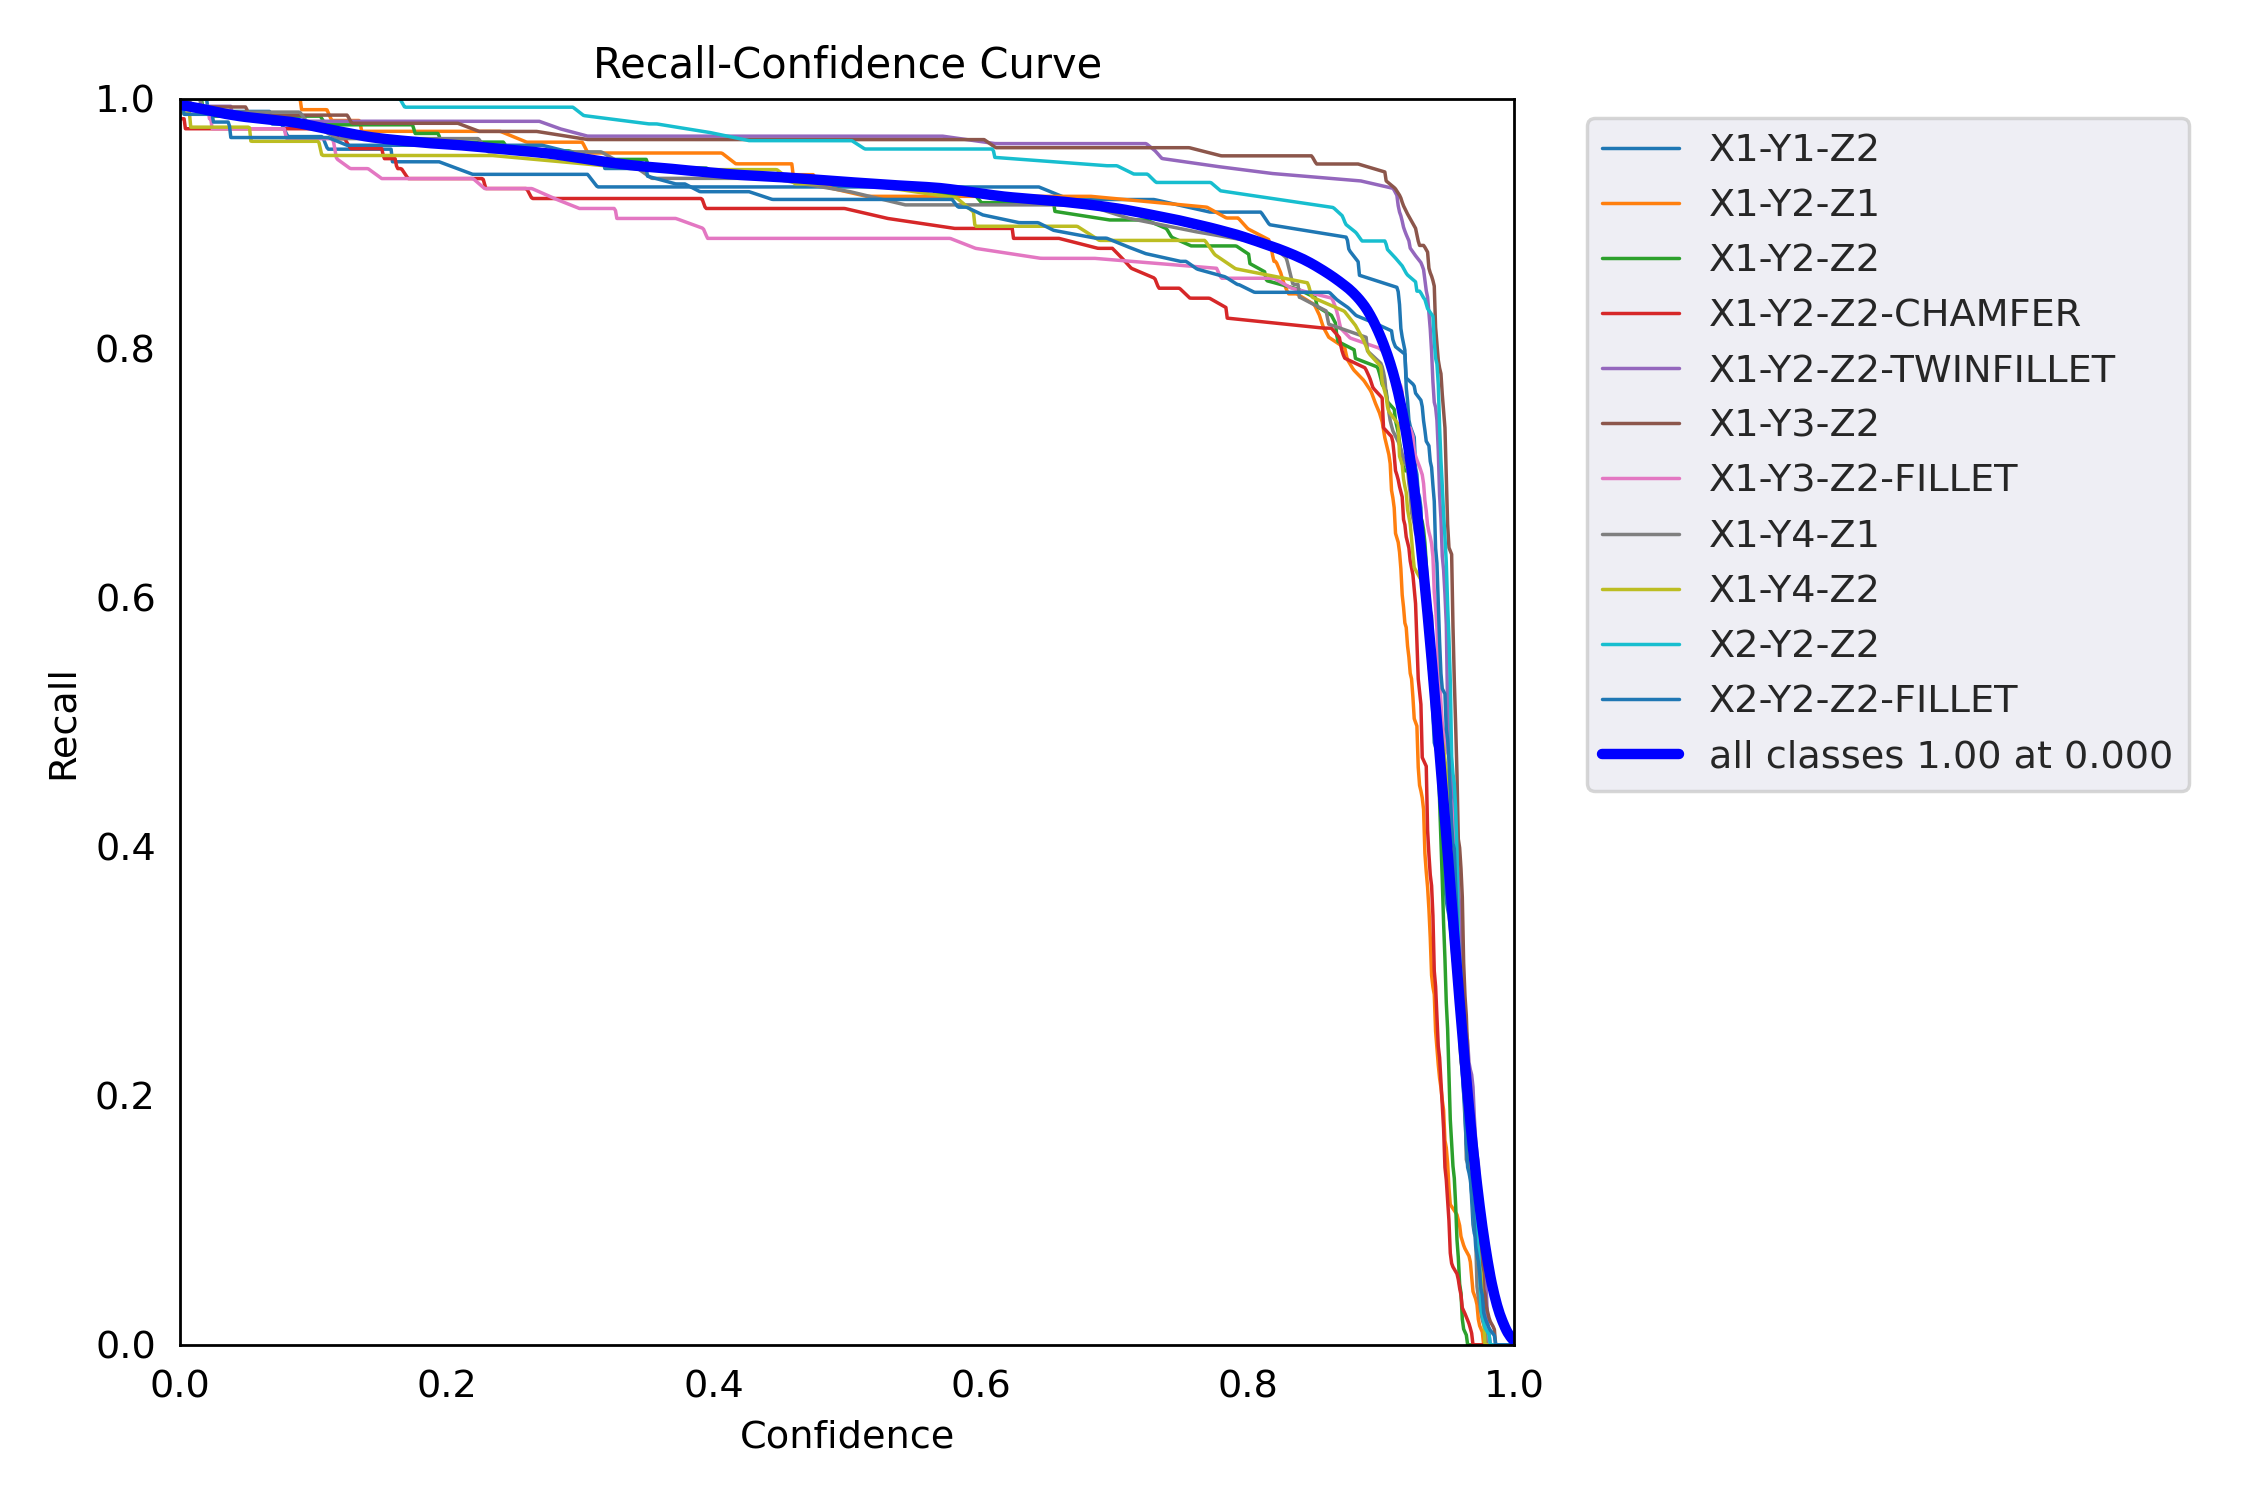 Recall-Confidence Curve
1.0
0.8
0.6
0.4
0.2
0.0
Recall
0.0 0.2 0.4 0.6 0.8 1.0
Confidence
X1-Y1-Z2
X1-Y2-Z1
X1-Y2-Z2
X1-Y2-Z2-CHAMFER
X1-Y2-Z2-TWINFILLET
X1-Y3-Z2
X1-Y3-Z2-FILLET
X1-Y4-Z1
X1-Y4-Z2
X2-Y2-Z2
X2-Y2-Z2-FILLET
all classes 1.00 at 0.000